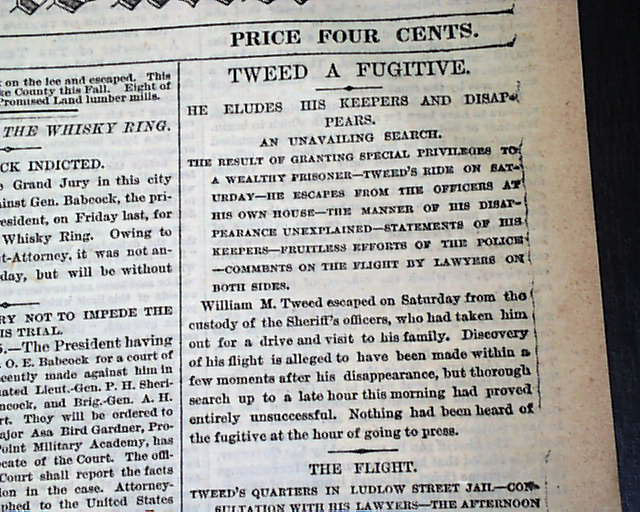 PRICE FOUR CENTS.
on the lee and escaped. This
ke County this Fall. Eight of
Promised Land lumber mills.
THE WHISKY RING.
CK INDICTED.
Grand Jury in this city
ainst Gen. Babcock, the pri-
esident, on Friday last, for
Whisky Ring. Owing to
t-Attorney, it was not an-
day, but will be without
RY NOT TO IMPEDE THE
IS TRIAL.
.—The President having
O. E. Babcock for a court of
cently made against him in
nated Lieut.-Gen. P. H. Sheri-
ncock, and Brig.-Gen. A. H.
rt. They will be ordered to
ajor Asa Bird Gardner, Pro-
Point Military Academy, has
cate of the Court. The offi-
Court shall report the facts
ion in the case. Attorney-
phed to the United States
TWEED A FUGITIVE.
HE ELUDES HIS KEEPERS AND DISAP-
PEARS.
AN UNAVAILING SEARCH.
THE RESULT OF GRANTING SPECIAL PRIVILEGES TO
A WEALTHY PRISONER—TWEED'S RIDE ON SAT-
URDAY—HE ESCAPES FROM THE OFFICERS AT
HIS OWN HOUSE—THE MANNER OF HIS DISAP-
PEARANCE UNEXPLAINED—STATEMENTS OF HIS
KEEPERS—FRUITLESS EFFORTS OF THE POLICE
—COMMENTS ON THE FLIGHT BY LAWYERS ON
BOTH SIDES.
William M. Tweed escaped on Saturday from the
custody of the Sheriff's officers, who had taken him
out for a drive and visit to his family. Discovery
of his flight is alleged to have been made within a
few moments after his disappearance, but thorough
search up to a late hour this morning had proved
entirely unsuccessful. Nothing had been heard of
the fugitive at the hour of going to press.
THE FLIGHT.
TWEED'S QUARTERS IN LUDLOW STREET JAIL—CON-
SULTATION WITH HIS LAWYERS—THE AFTERNOON